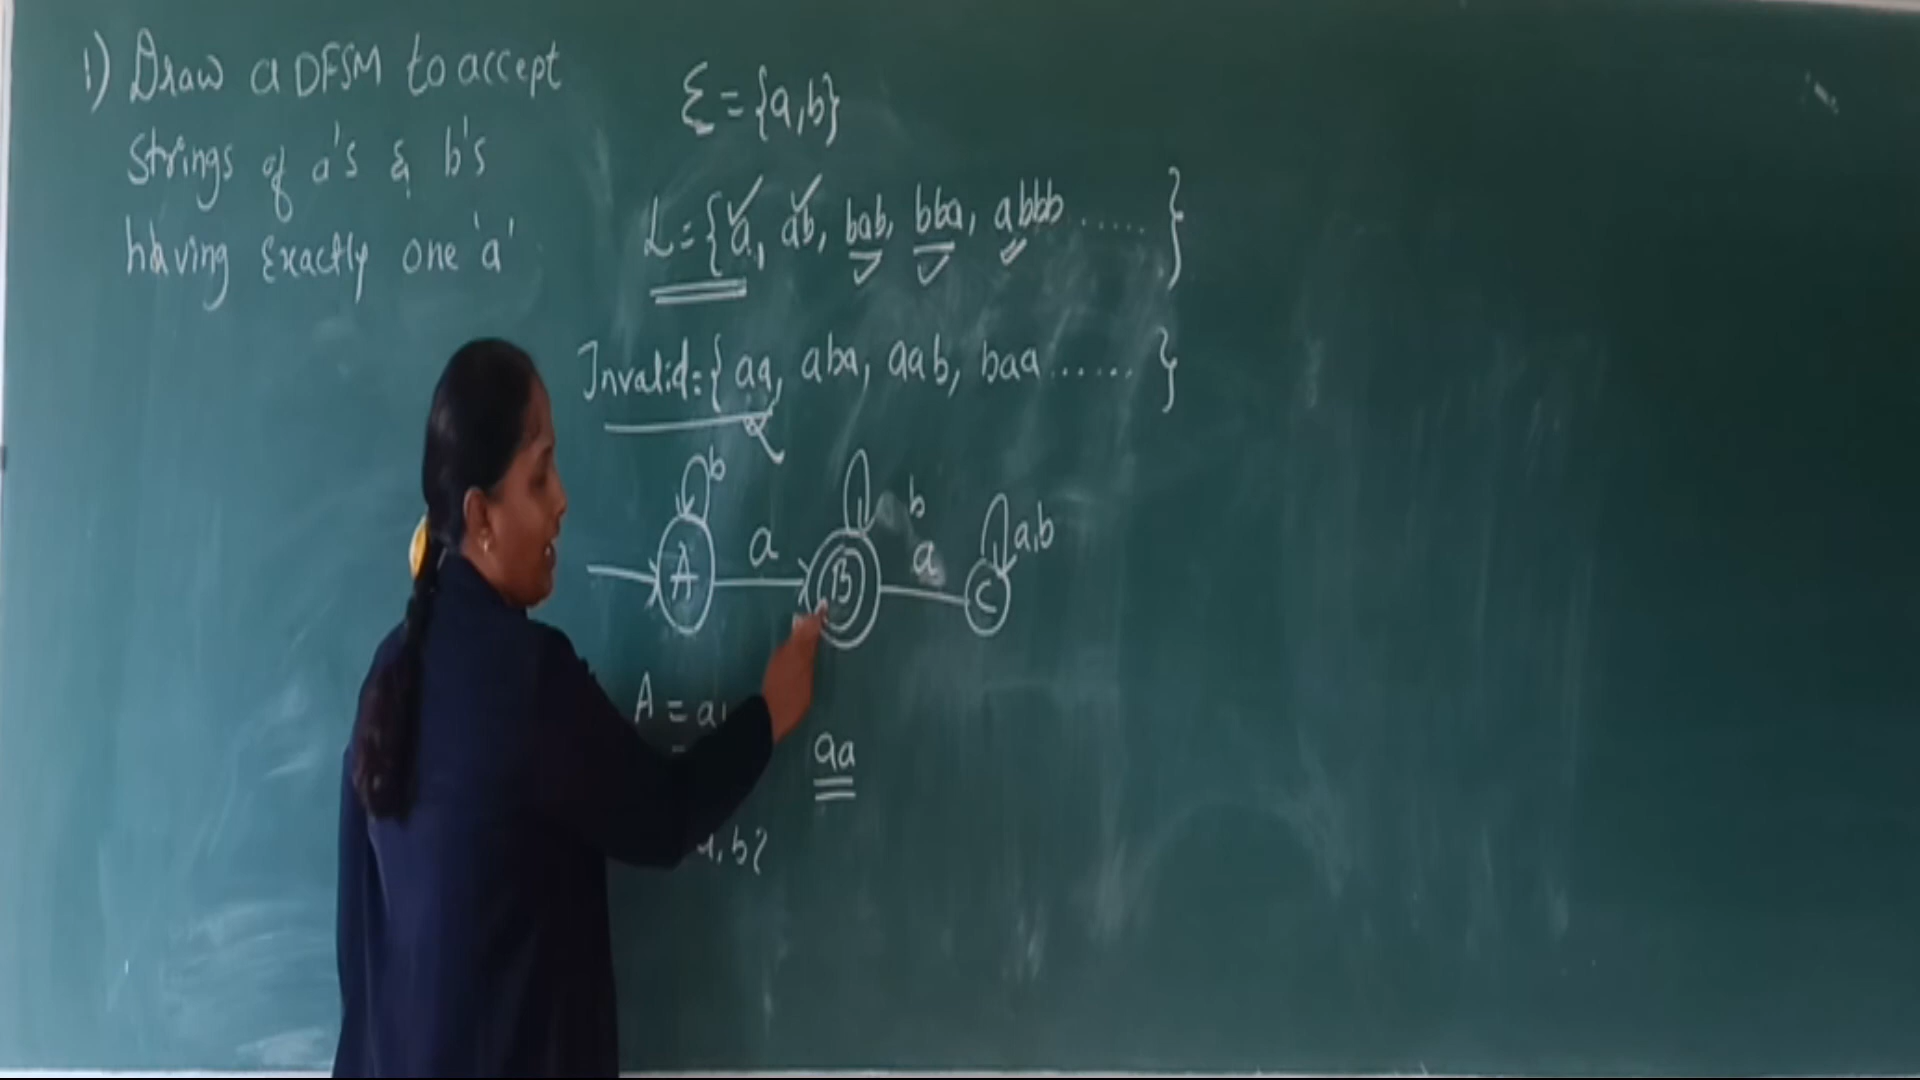 1) Draw a DFSM to accept
strings of a's & b's
having exactly one 'a'
Σ = {a,b}
L = {a, ab, bab, bba, abbb ..... }
Invalid = { aa, aba, aab, baa ...... }
b
b
a
a
a,b
A
B
C
A = a
=
aa
a, b?